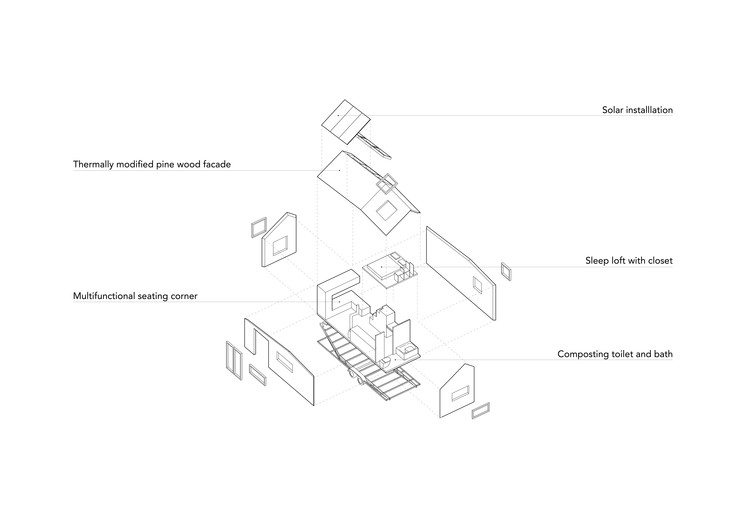 Solar installlation
Thermally modified pine wood facade
Sleep loft with closet
Multifunctional seating corner
Composting toilet and bath